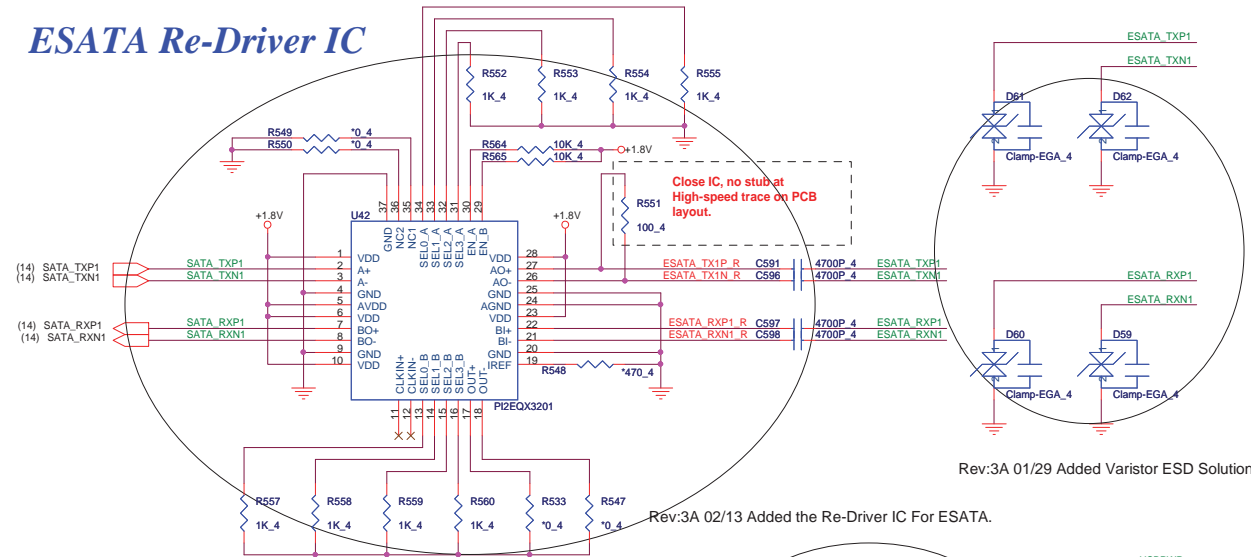 ESATA Re-Driver IC
R552
1K_4
R553
1K_4
R554
1K_4
R555
1K_4
R549
*0_4
R550
*0_4
R564
10K_4
R565
10K_4
+1.8V
Close IC, no stub at
High-speed trace on PCB
layout.
R551
100_4
+1.8V
U42
+1.8V
37
36
35
34
33
32
31
30
29
GND
NC2
NC1
SEL0_A
SEL1_A
SEL2_A
SEL3_A
EN_A
EN_B
(14) SATA_TXP1
(14) SATA_TXN1
SATA_TXP1
SATA_TXN1
(14) SATA_RXP1
(14) SATA_RXN1
SATA_RXP1
SATA_RXN1
1 VDD
2 A+
3 A-
4 GND
5 AVDD
6 VDD
7 BO+
8 BO-
9 GND
10 VDD
VDD 28
AO+ 27
AO- 26
GND 25
AGND 24
VDD 23
BI+ 22
BI- 21
GND 20
IREF 19
CLKIN+
CLKIN-
SEL0_B
SEL1_B
SEL2_B
SEL3_B
OUT+
OUT-
11
12
13
14
15
16
17
18
PI2EQX3201
R548
*470_4
ESATA_TX1P_R C591 4700P_4 ESATA_TXP1
ESATA_TX1N_R C596 4700P_4 ESATA_TXN1
ESATA_RXP1_R C597 4700P_4 ESATA_RXP1
ESATA_RXN1_R C598 4700P_4 ESATA_RXN1
R557
1K_4
R558
1K_4
R559
1K_4
R560
1K_4
R533
*0_4
R547
*0_4
ESATA_TXP1
ESATA_TXN1
D61
1
2
Clamp-EGA_4
D62
1
2
Clamp-EGA_4
ESATA_RXP1
ESATA_RXN1
D60
1
2
Clamp-EGA_4
D59
1
2
Clamp-EGA_4
Rev:3A 01/29 Added Varistor ESD Solution
Rev:3A 02/13 Added the Re-Driver IC For ESATA.